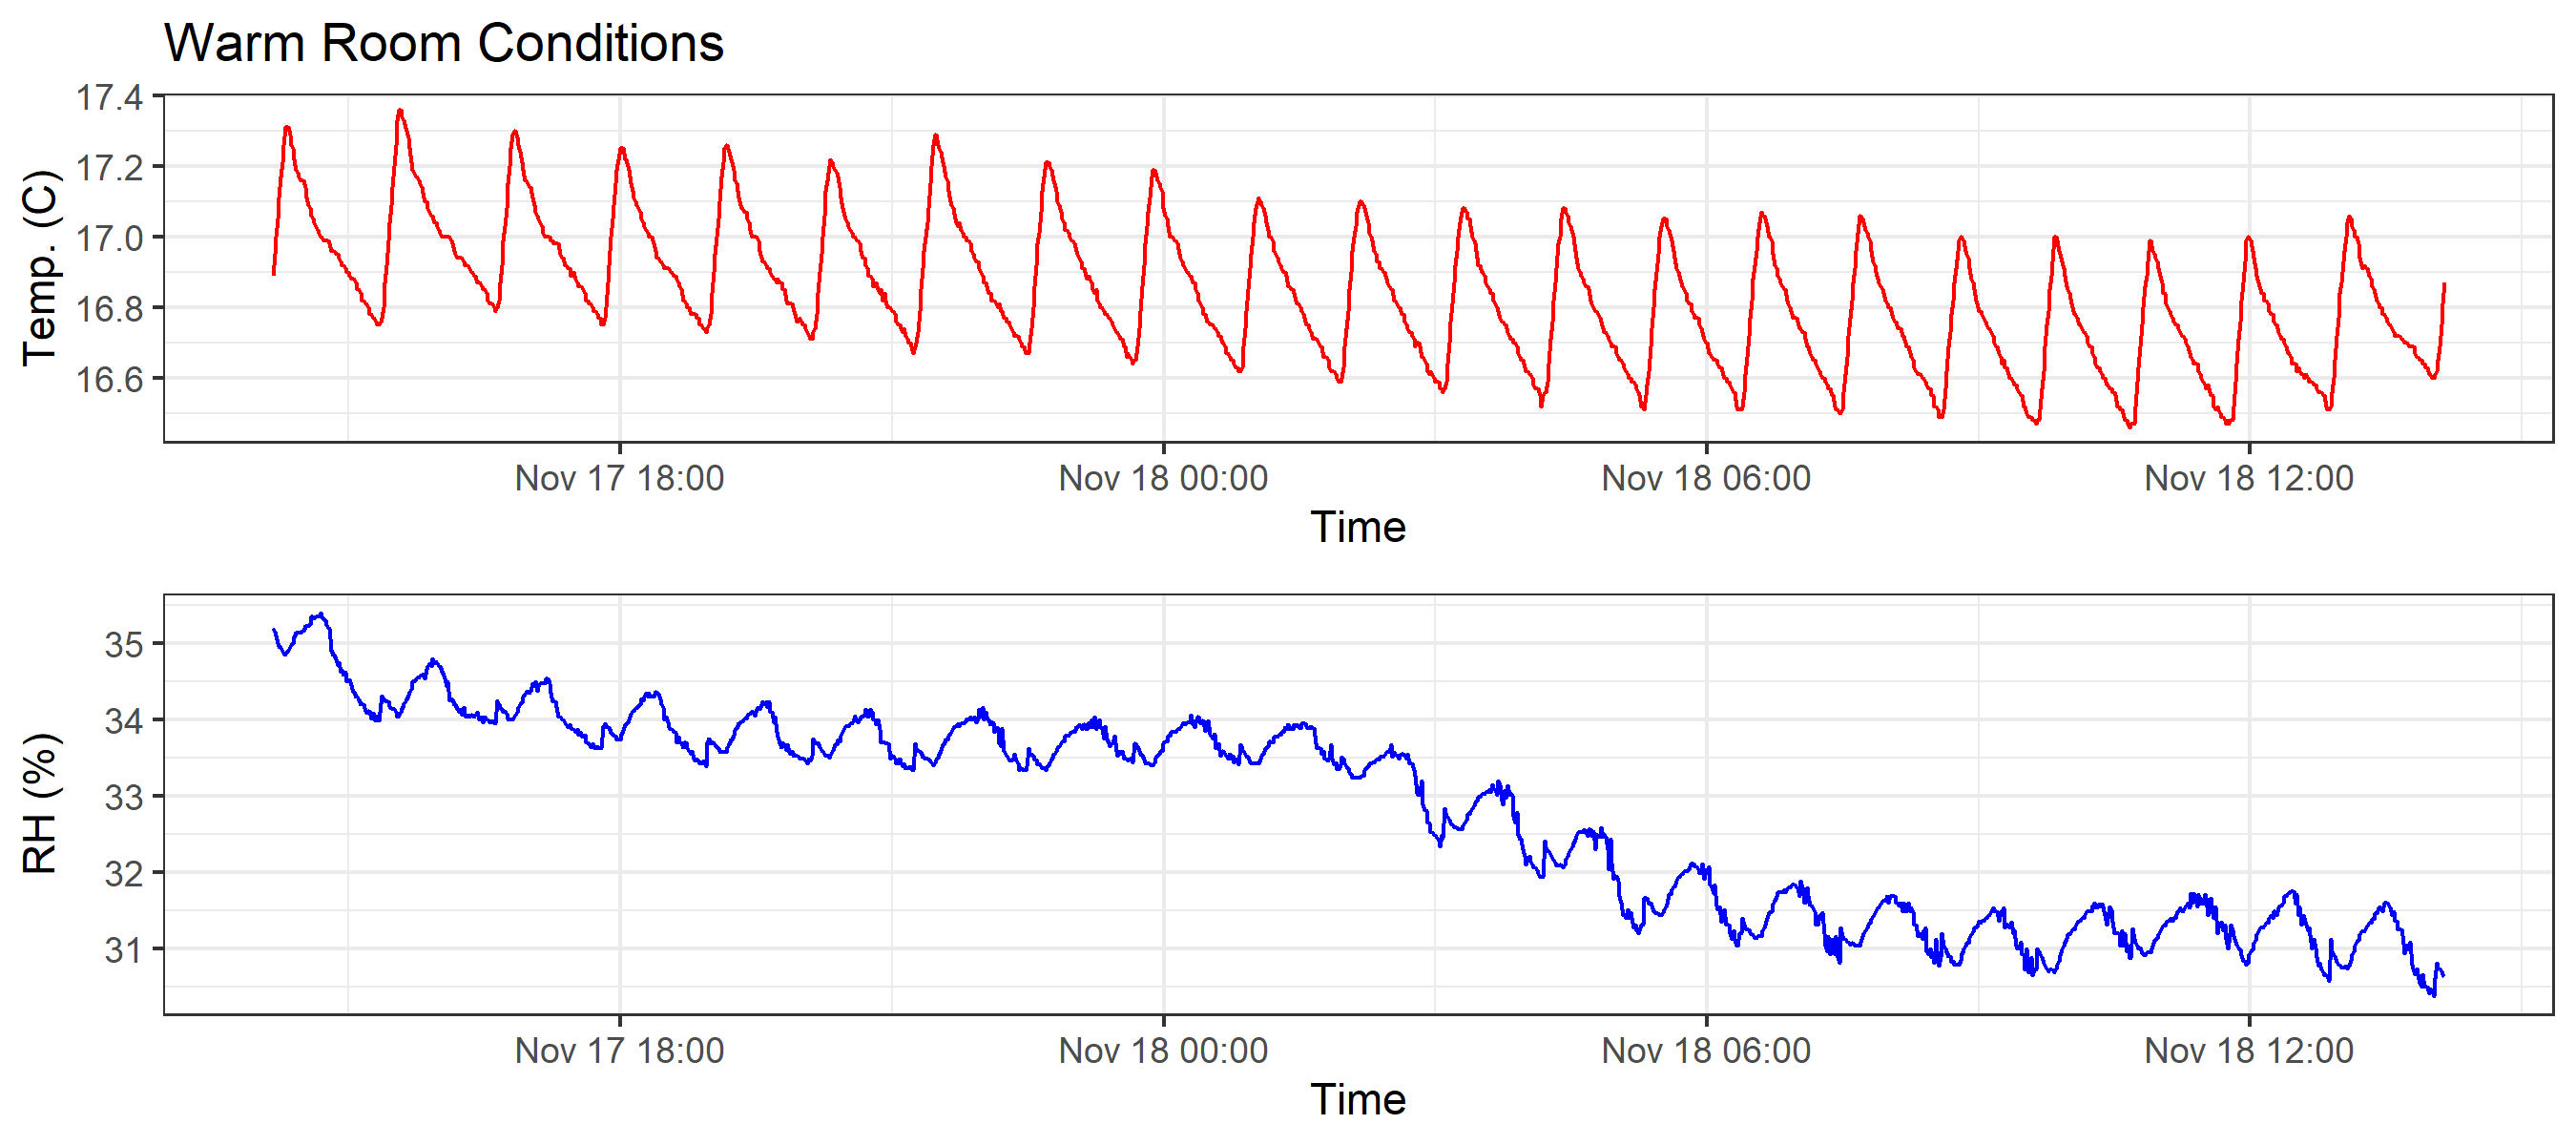 Warm Room Conditions
Temp. (C)
17.4
17.2
17.0
16.8
16.6
Nov 17 18:00 Nov 18 00:00 Nov 18 06:00 Nov 18 12:00
Time
RH (%)
35
34
33
32
31
Nov 17 18:00 Nov 18 00:00 Nov 18 06:00 Nov 18 12:00
Time